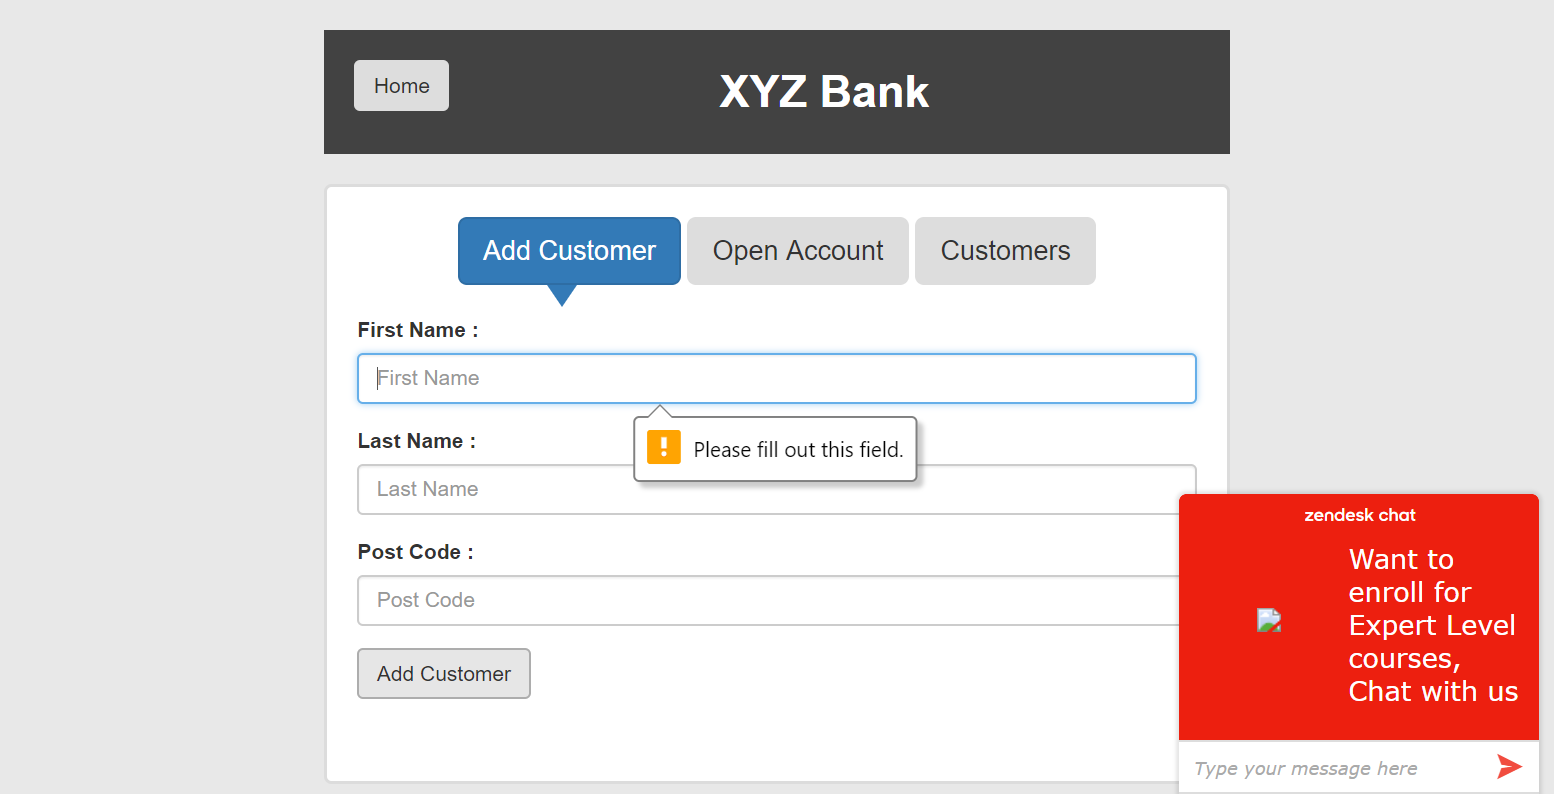 Home
XYZ Bank
Add Customer
Open Account
Customers
First Name :
First Name
Please fill out this field.
Last Name :
Last Name
Post Code :
Post Code
Add Customer
zendesk chat
Want to
enroll for
Expert Level
courses,
Chat with us
Type your message here